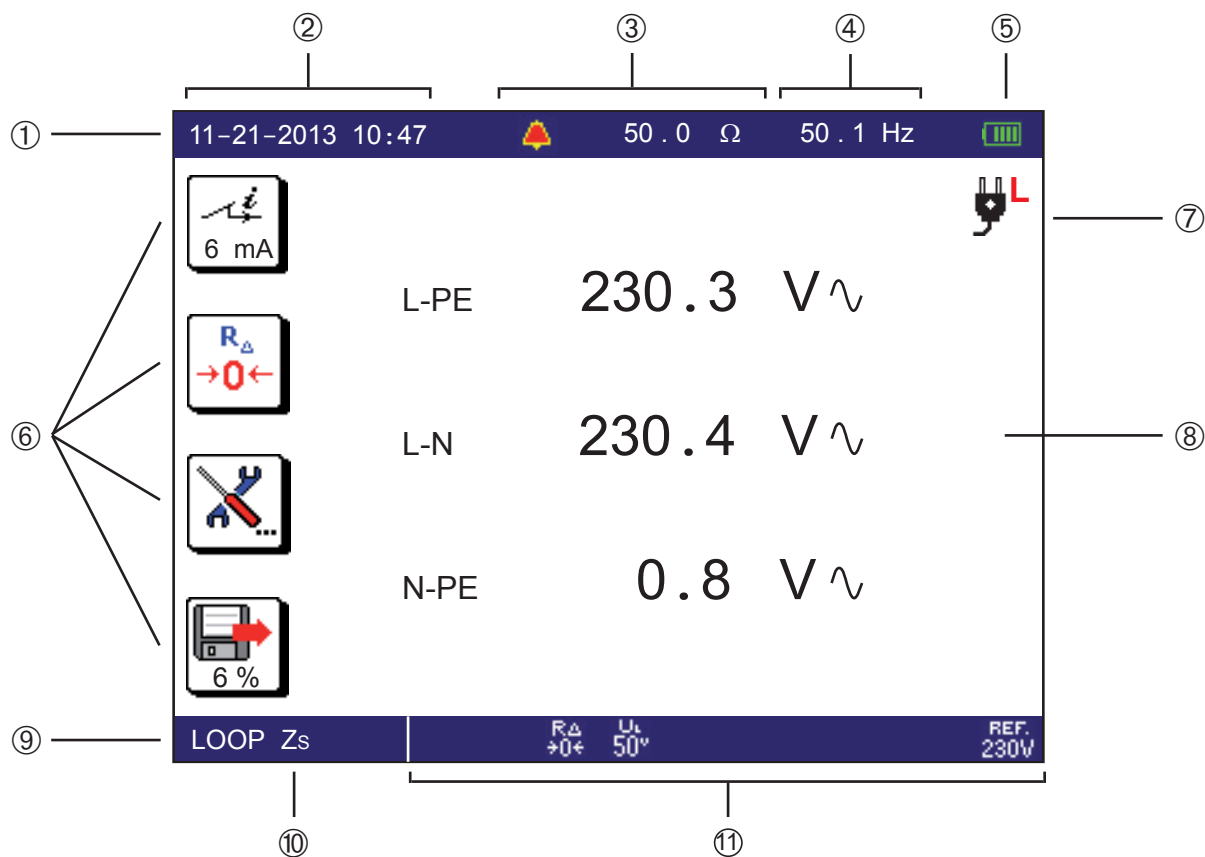 ② ③ ④ ⑤
① 11-21-2013 10:47 50.0 Ω 50.1 Hz
L ⑦
i
6 mA
L-PE 230.3 V
RΔ
→0←
⑥ L-N 230.4 V ⑧
...
N-PE 0.8 V
6 %
⑨ LOOP Zs RΔ →0← UL 50V REF. 230V
⑩ ⑪